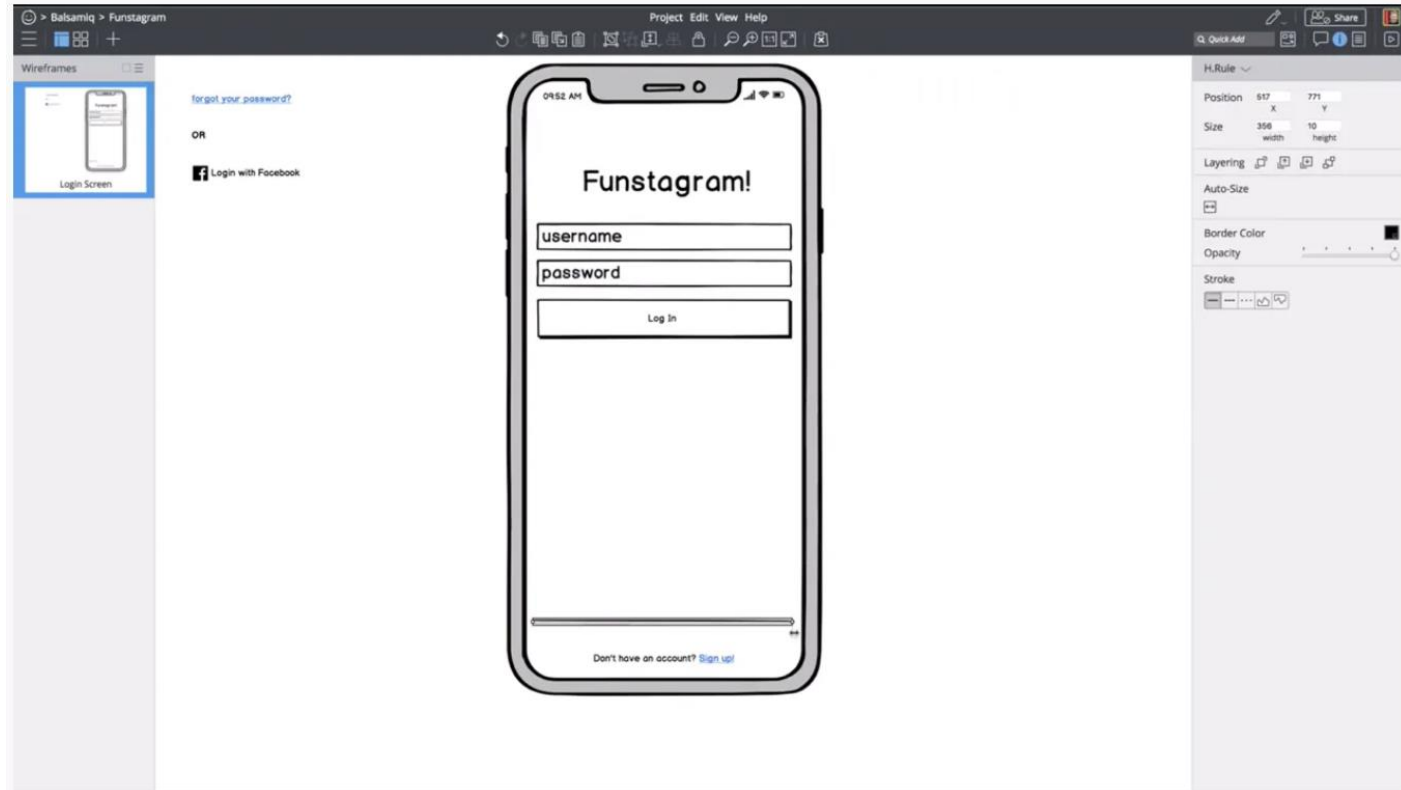 > Balsamiq > Funstagram
Project Edit View Help
Share
Quick Add
Wireframes
Login Screen
forgot your password?
OR
Login with Facebook
09:52 AM
Funstagram!
username
password
Log In
Don't have an account? Sign up!
H.Rule
Position 517 771
X Y
Size 356 10
width height
Layering
Auto-Size
Border Color
Opacity
Stroke